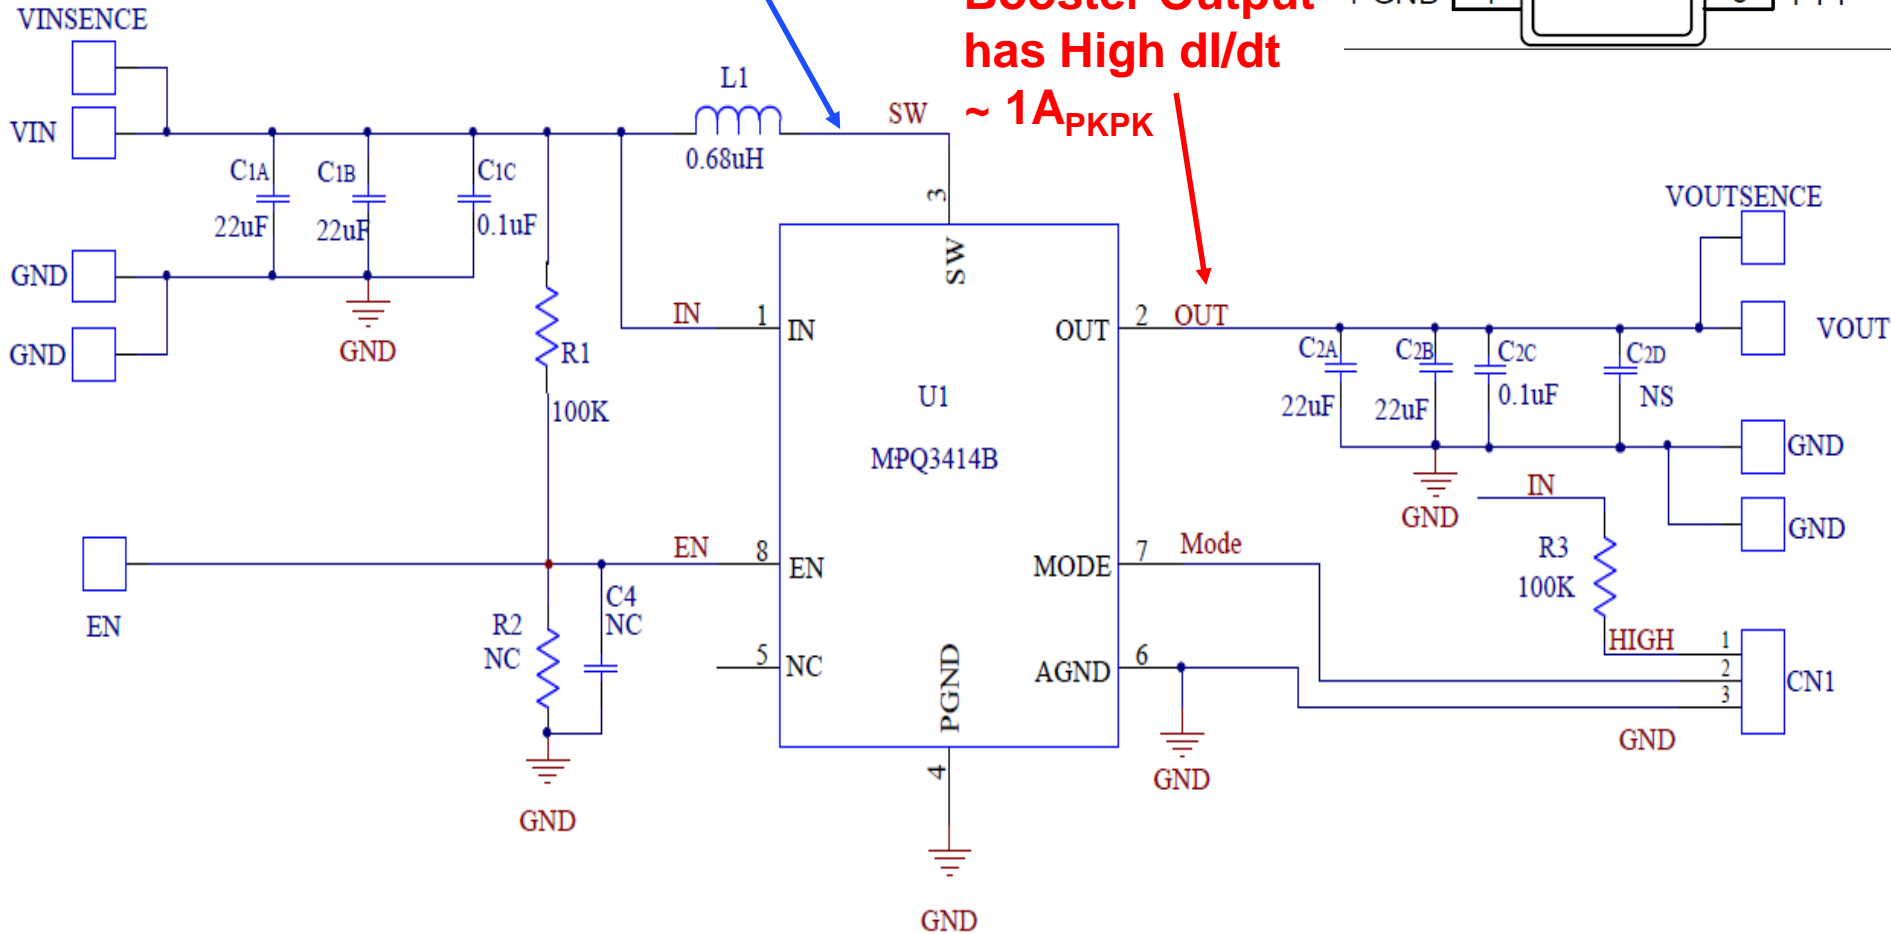 Booster Output
has High dI/dt
~ 1APKPK
VINSENCE
VIN
GND
GND
C1A
22uF
C1B
22uF
C1C
0.1uF
GND
L1
0.68uH
SW
3
SW
R1
100K
IN
1
IN
OUT
2
OUT
U1
MPQ3414B
VOUTSENCE
VOUT
C2A
22uF
C2B
22uF
C2C
0.1uF
C2D
NS
GND
GND
GND
IN
R3
100K
HIGH
1
2
3
CN1
GND
EN
EN
8
EN
MODE
7
Mode
R2
NC
C4
NC
5
NC
AGND
6
GND
PGND
4
GND
GND